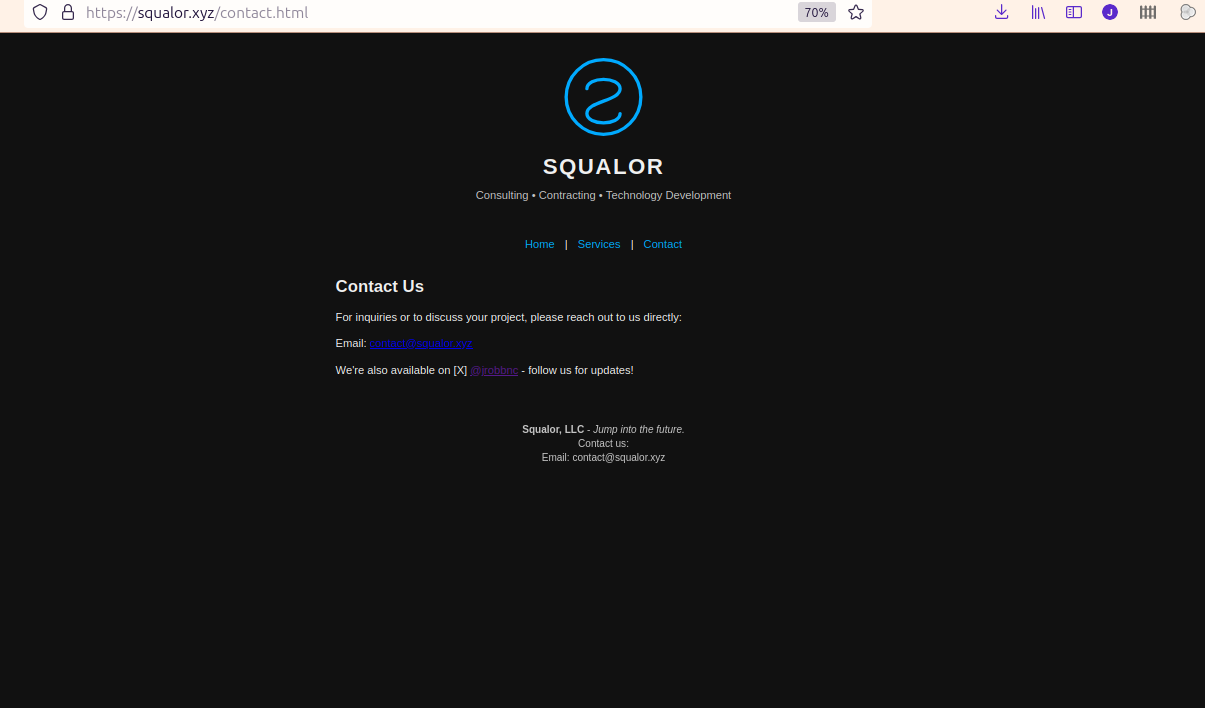 https://squalor.xyz/contact.html
70%
J
SQUALOR
Consulting • Contracting • Technology Development
Home | Services | Contact
Contact Us
For inquiries or to discuss your project, please reach out to us directly:
Email: contact@squalor.xyz
We're also available on [X] @jrobbnc - follow us for updates!
Squalor, LLC - Jump into the future.
Contact us:
Email: contact@squalor.xyz